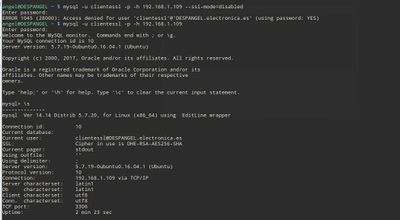 angel@DESPANGEL ~ $ mysql -u clientessl -p -h 192.168.1.109 --ssl-mode=disabled
Enter password:
ERROR 1045 (28000): Access denied for user 'clientessl'@'DESPANGEL.electronica.es' (using password: YES)
angel@DESPANGEL ~ $ mysql -u clientessl -p -h 192.168.1.109
Enter password:
Welcome to the MySQL monitor.  Commands end with ; or \g.
Your MySQL connection id is 10
Server version: 5.7.19-0ubuntu0.16.04.1 (Ubuntu)
Copyright (c) 2000, 2017, Oracle and/or its affiliates. All rights reserved.
Oracle is a registered trademark of Oracle Corporation and/or its
affiliates. Other names may be trademarks of their respective
owners.
Type 'help;' or '\h' for help. Type '\c' to clear the current input statement.
mysql> \s
--------------
mysql  Ver 14.14 Distrib 5.7.20, for Linux (x86_64) using  EditLine wrapper
Connection id: 10
Current database:
Current user: clientessl@DESPANGEL.electronica.es
SSL: Cipher in use is DHE-RSA-AES256-SHA
Current pager: stdout
Using outfile: ''
Using delimiter: ;
Server version: 5.7.19-0ubuntu0.16.04.1 (Ubuntu)
Protocol version: 10
Connection: 192.168.1.109 via TCP/IP
Server characterset: latin1
Db characterset: latin1
Client characterset: utf8
Conn. characterset: utf8
TCP port: 3306
Uptime: 2 min 23 sec